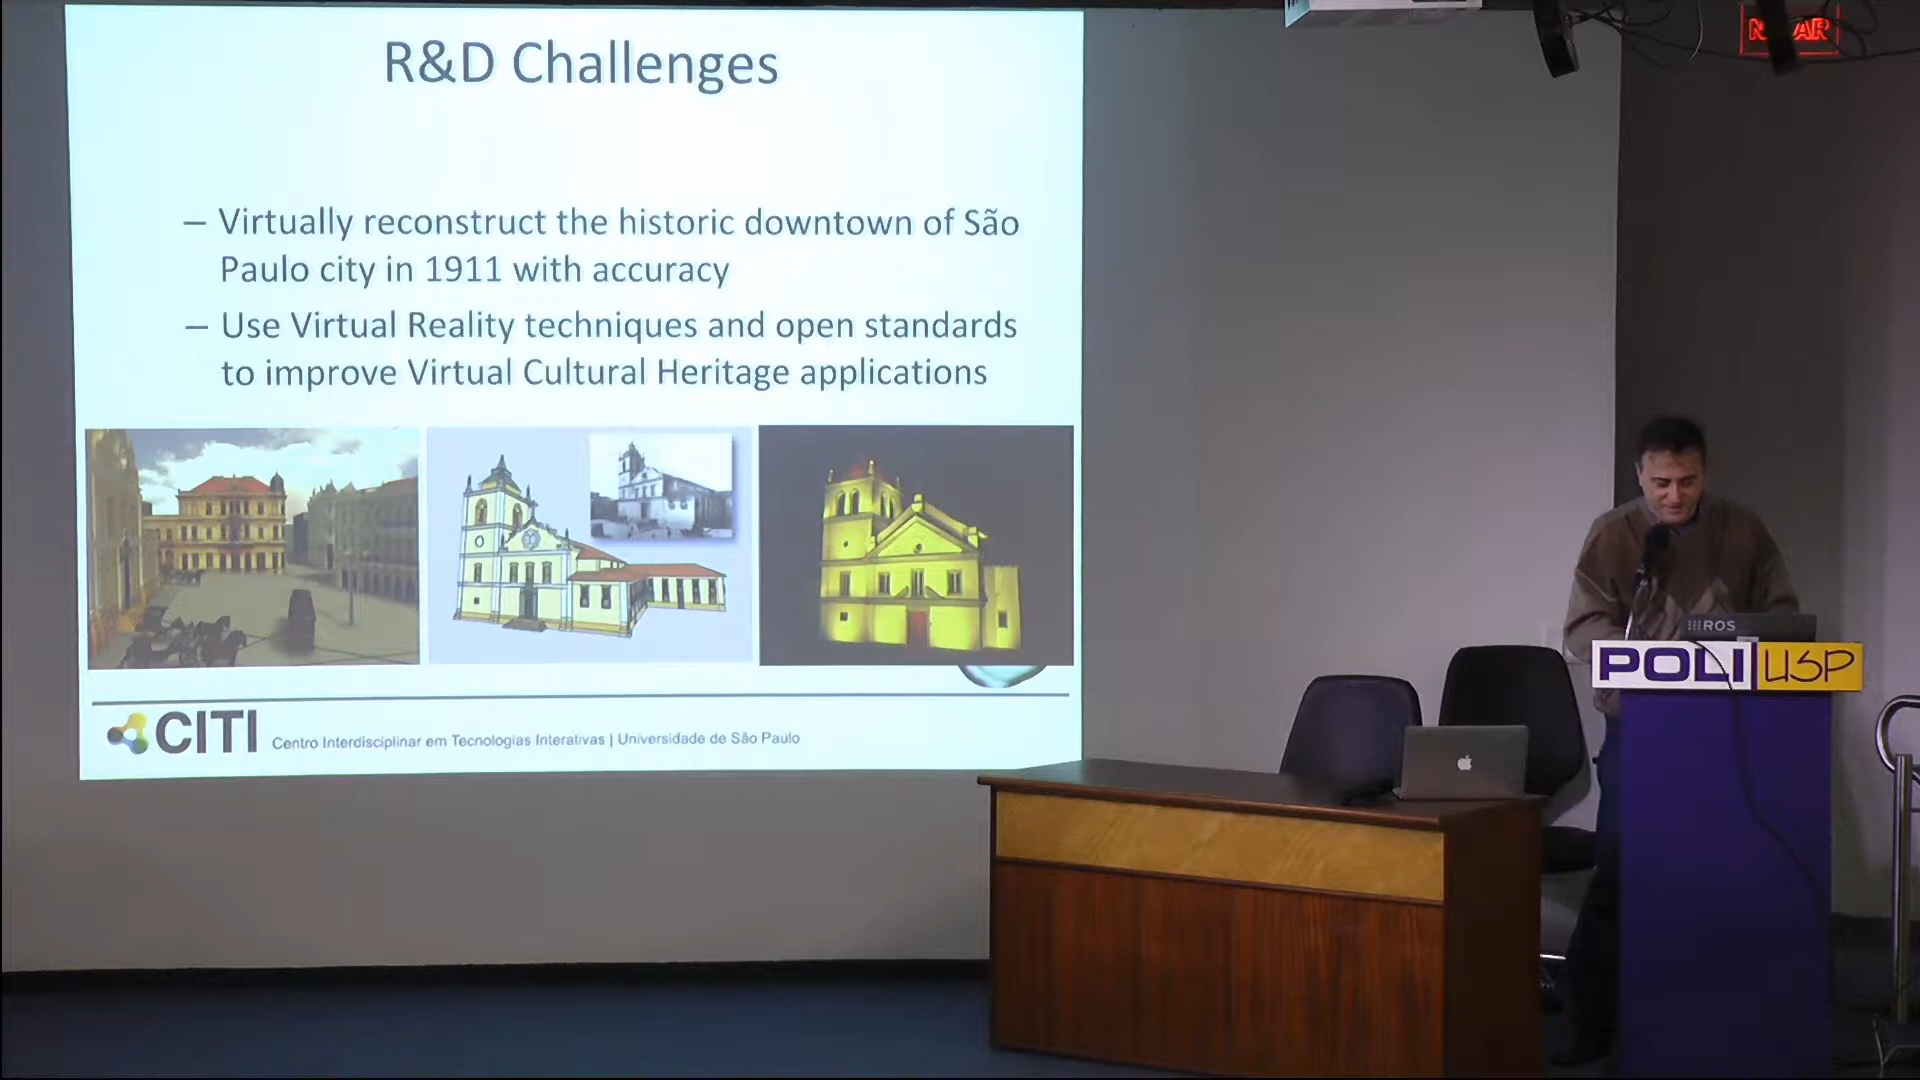 R&D Challenges
– Virtually reconstruct the historic downtown of São
Paulo city in 1911 with accuracy
– Use Virtual Reality techniques and open standards
to improve Virtual Cultural Heritage applications
CITI Centro Interdisciplinar em Tecnologias Interativas | Universidade de São Paulo
POLI USP